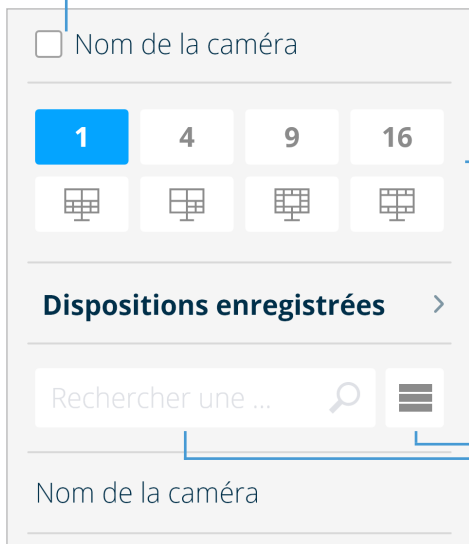 Nom de la caméra
1 4 9 16
Dispositions enregistrées
Rechercher une ...
Nom de la caméra